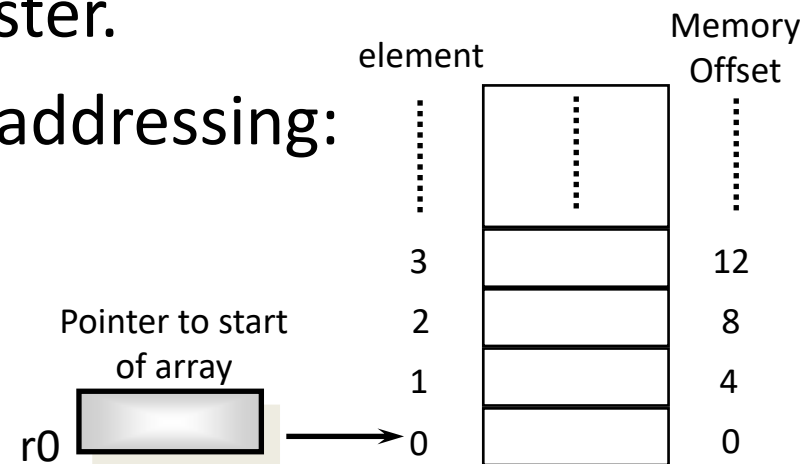 ster.
addressing:
element
Memory
Offset
3
12
Pointer to start
of array
2
8
1
4
r0
0
0